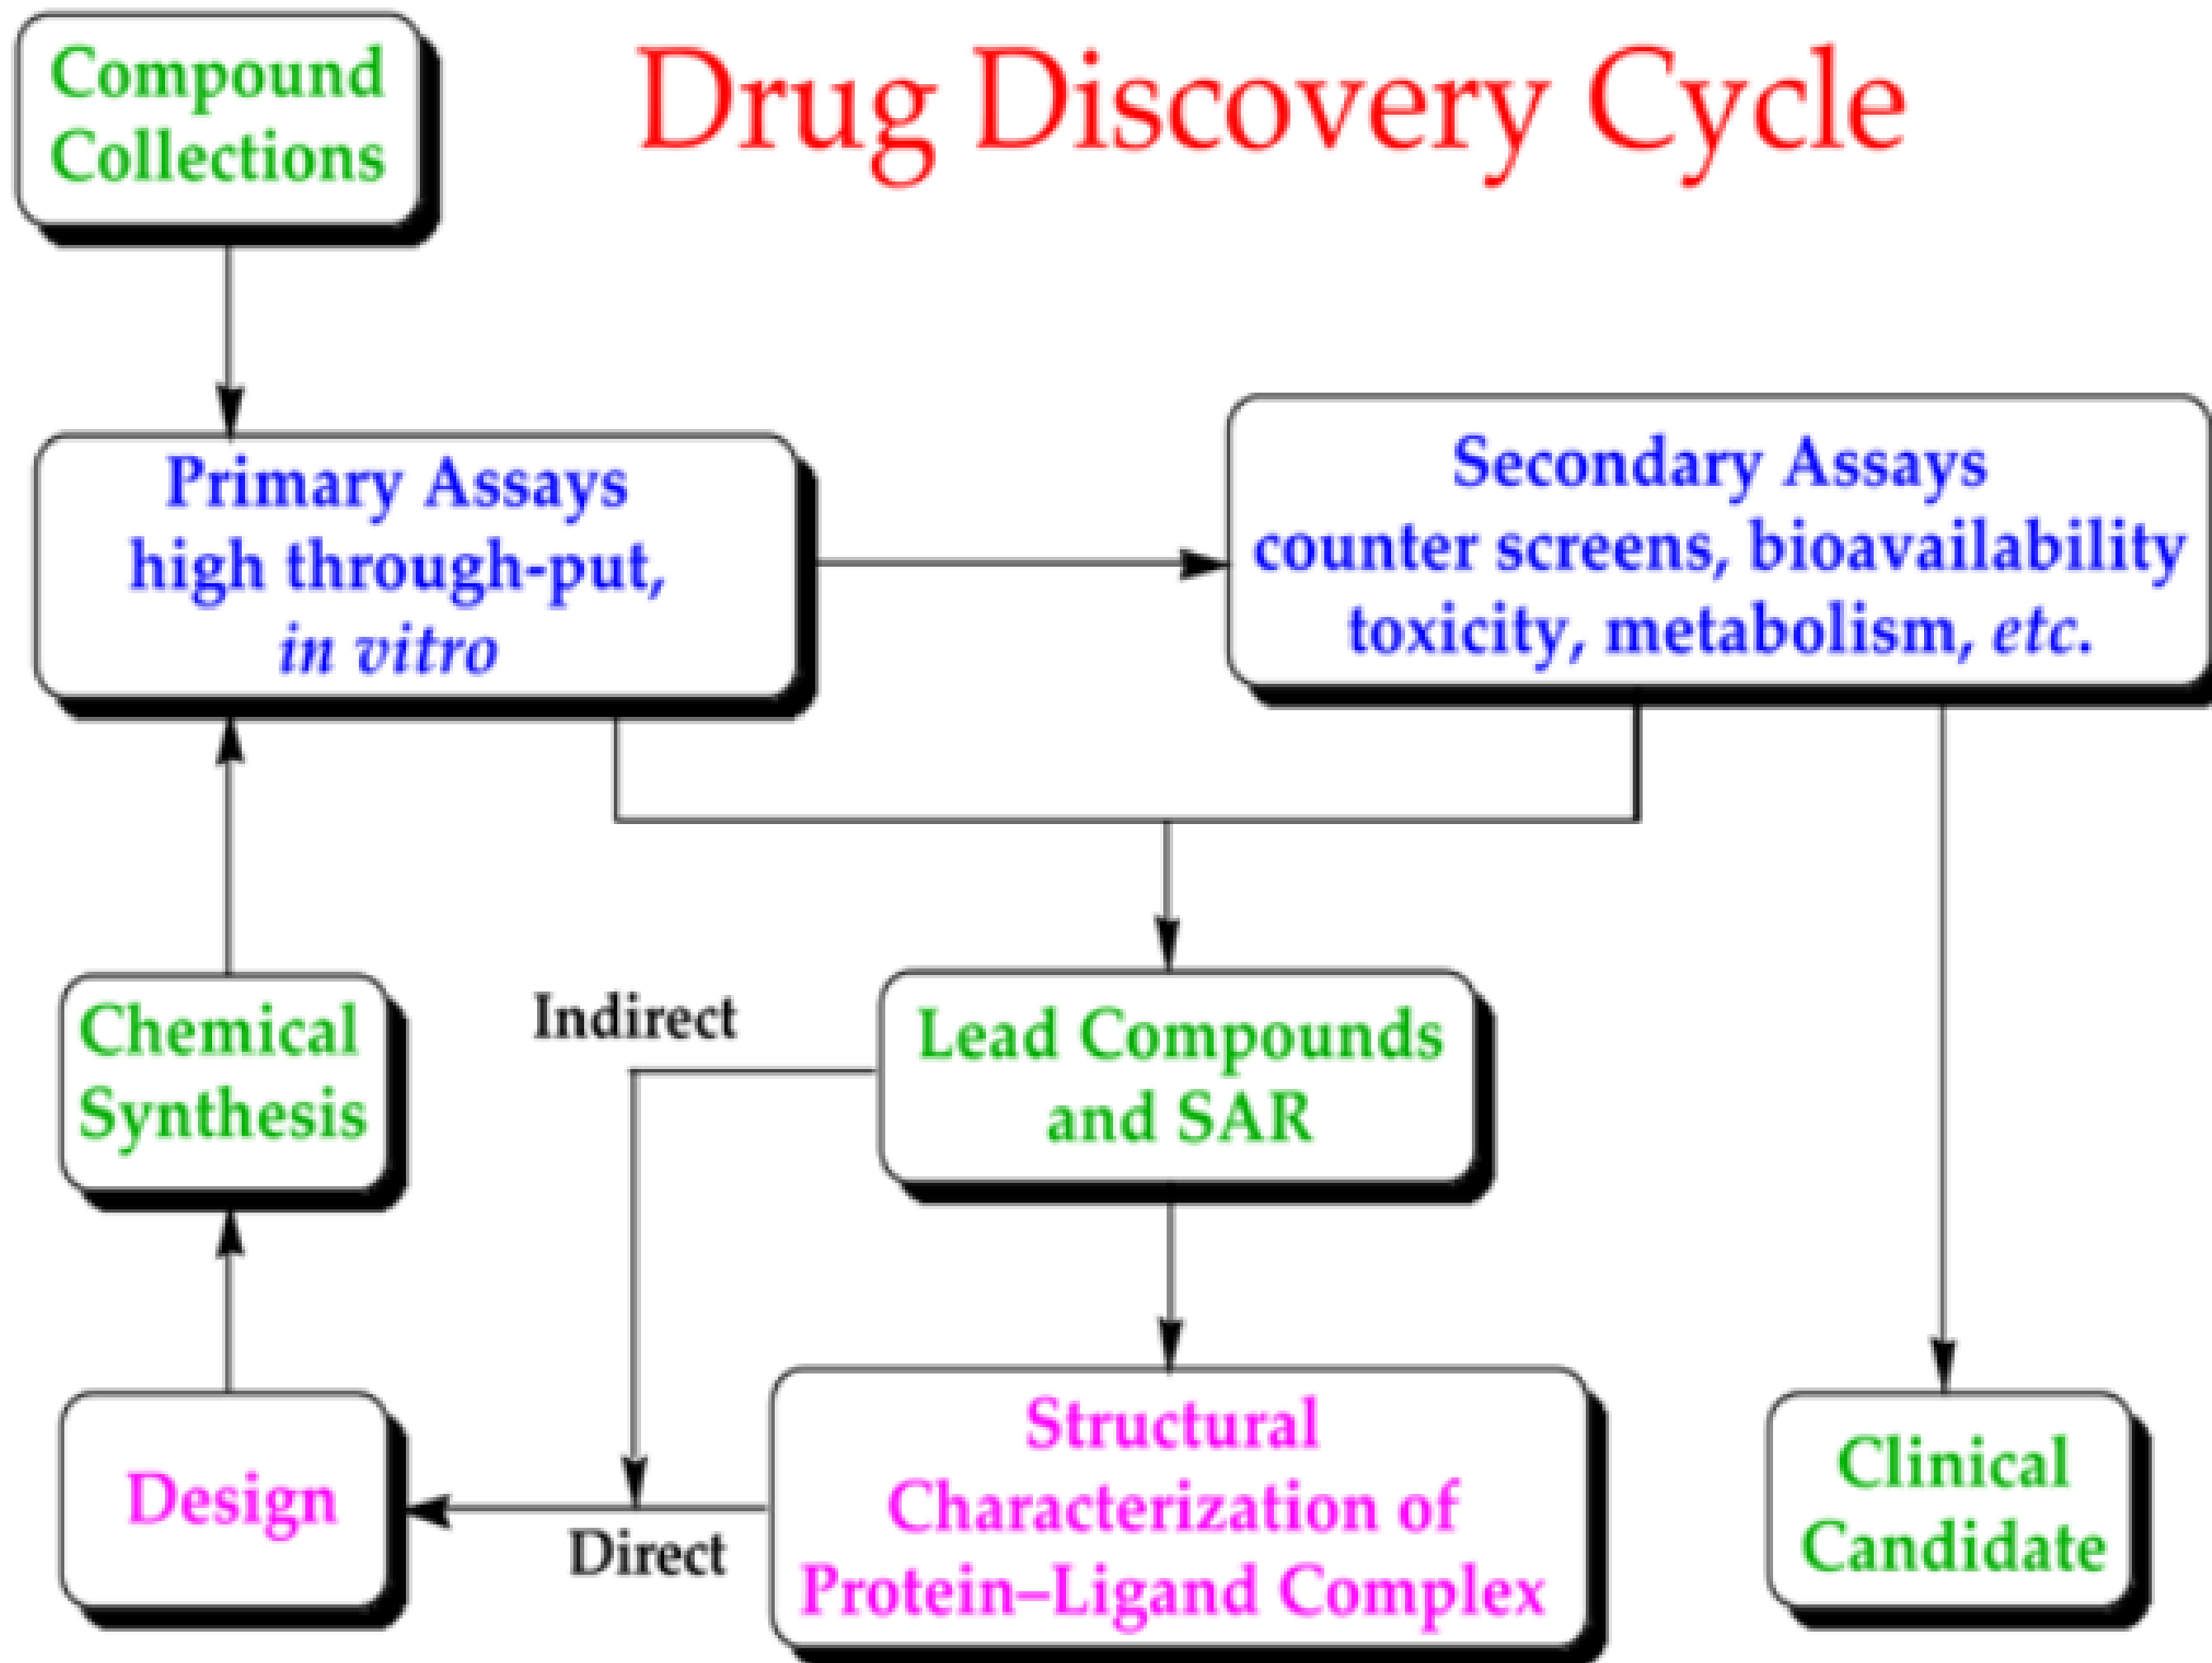 Compound
Collections
Drug Discovery Cycle
Primary Assays
high through-put,
in vitro
Secondary Assays
counter screens, bioavailability
toxicity, metabolism, etc.
Chemical
Synthesis
Indirect
Lead Compounds
and SAR
Design
Direct
Structural
Characterization of
Protein–Ligand Complex
Clinical
Candidate